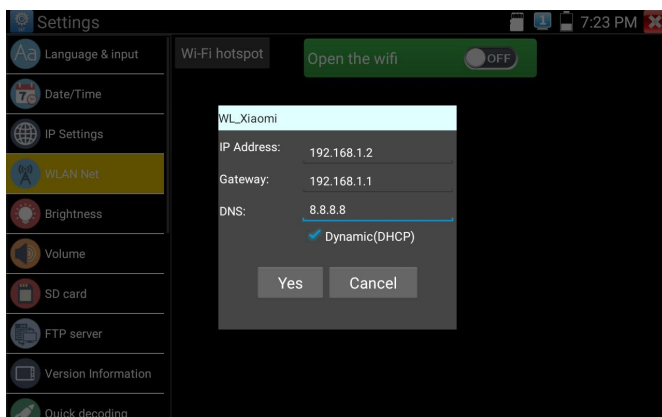 Settings
1
7:23 PM
Aa Language & input
Wi-Fi hotspot
Open the wifi
OFF
Date/Time
IP Settings
WLAN Net
Brightness
Volume
SD card
FTP server
Version Information
Quick decoding
WL_Xiaomi
IP Address: 192.168.1.2
Gateway: 192.168.1.1
DNS: 8.8.8.8
Dynamic(DHCP)
Yes Cancel